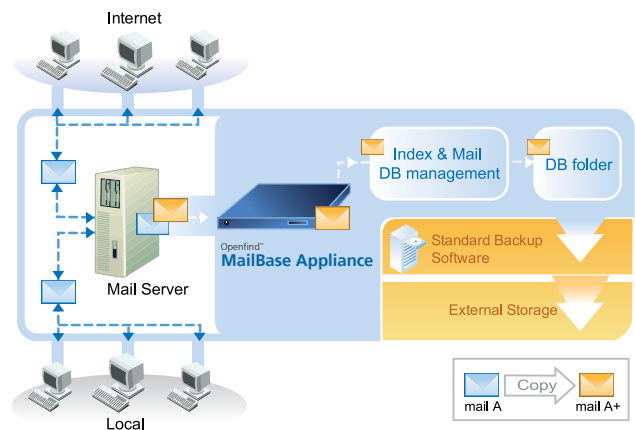 Internet
Index & Mail
DB management
DB folder
Openfind™
MailBase Appliance
Mail Server
Standard Backup
Software
External Storage
Copy
mail A
mail A+
Local